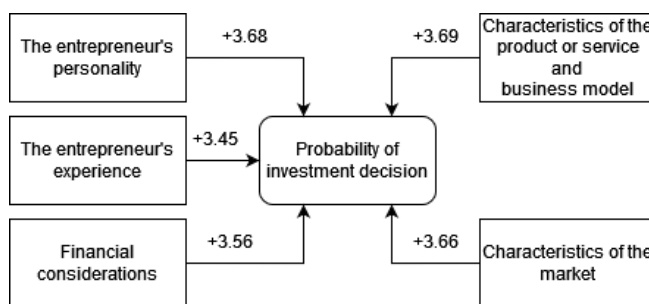 The entrepreneur's
personality
+3.68
+3.69
Characteristics of the
product or service
and
business model
The entrepreneur's
experience
+3.45
Probability of
investment decision
Financial
considerations
+3.56
+3.66
Characteristics of the
market